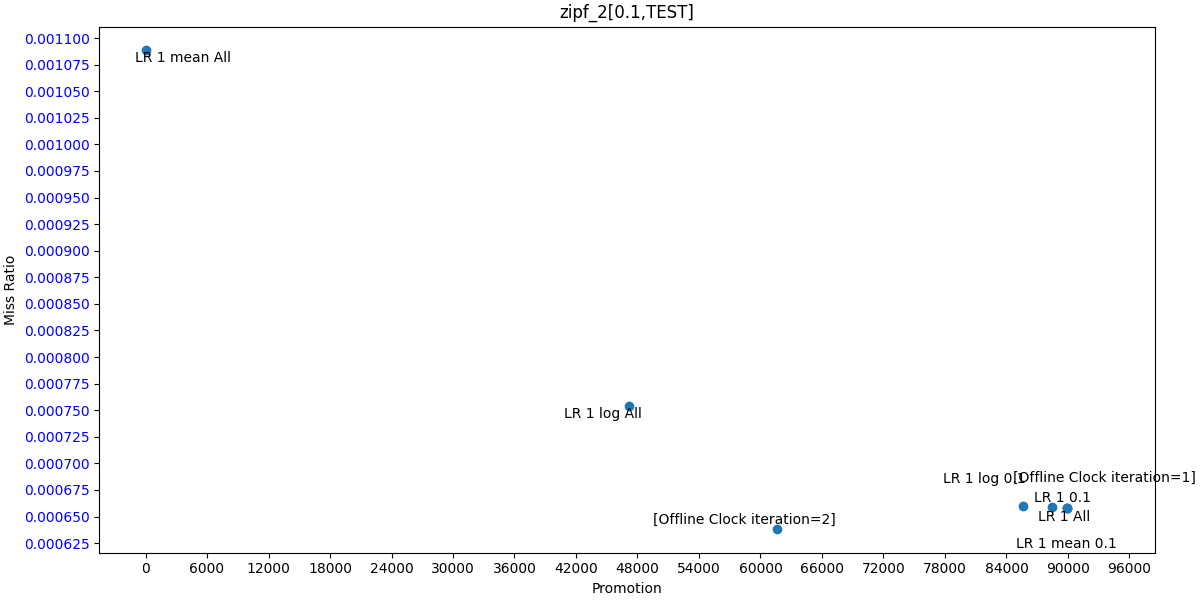 zipf_2[0.1,TEST]
0.001100
0.001075
0.001050
0.001025
0.001000
0.000975
0.000950
0.000925
0.000900
0.000875
0.000850
0.000825
0.000800
0.000775
0.000750
0.000725
0.000700
0.000675
0.000650
0.000625
Miss Ratio
LR 1 mean All
LR 1 log All
LR 1 log 0.1
[Offline Clock iteration=1]
LR 1 0.1
LR 1 All
[Offline Clock iteration=2]
LR 1 mean 0.1
0 6000 12000 18000 24000 30000 36000 42000 48000 54000 60000 66000 72000 78000 84000 90000 96000
Promotion